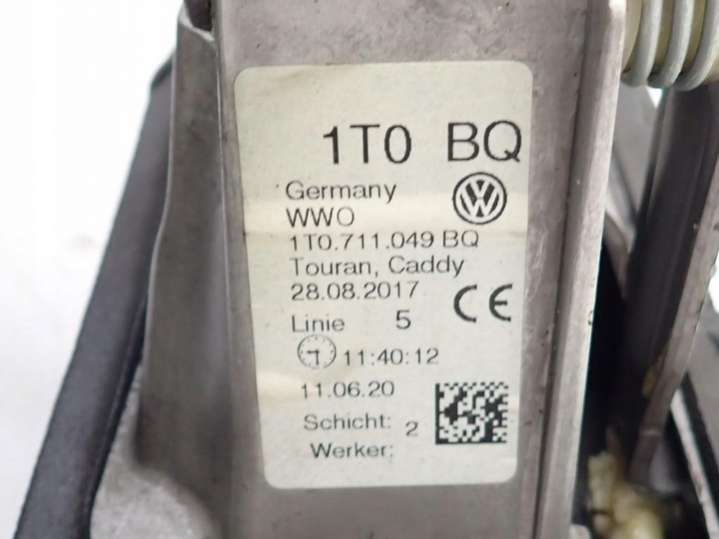 1T0 BQ
Germany
WWO
1T0.711.049 BQ
Touran, Caddy
28.08.2017 CE
Linie 5
11:40:12
11.06.20
Schicht: 2
Werker: